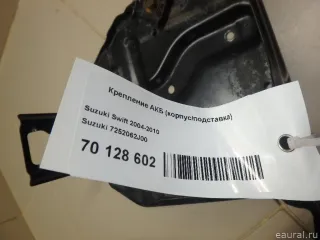 Крепление АКБ (корпус/подставка)
Suzuki Swift 2004-2010
Suzuki 7252062J00
70 128 602
eaural.ru